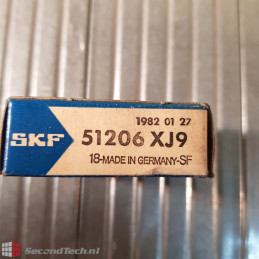 1982 01 27
SKF
51206 XJ9
18-MADE IN GERMANY-SF
SecondTech.nl